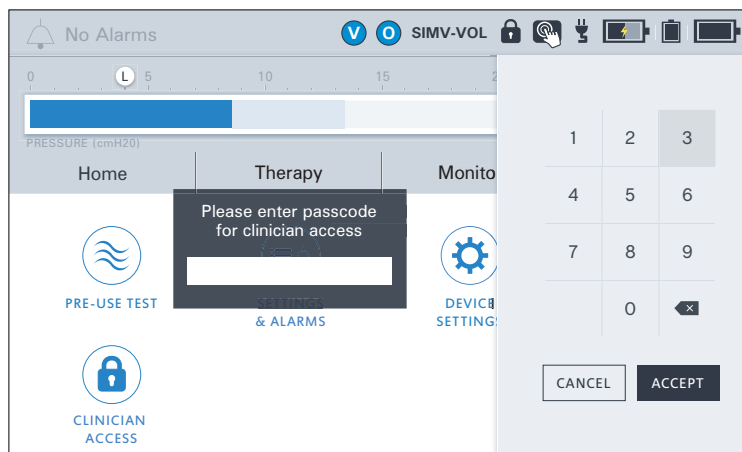 No Alarms
V O SIMV-VOL
0 L 5 10 15 2
PRESSURE (cmH20)
Home Therapy Monito
Please enter passcode
for clinician access
PRE-USE TEST
SETTINGS
& ALARMS
DEVICE
SETTING
CLINICIAN
ACCESS
1 2 3
4 5 6
7 8 9
0
CANCEL ACCEPT